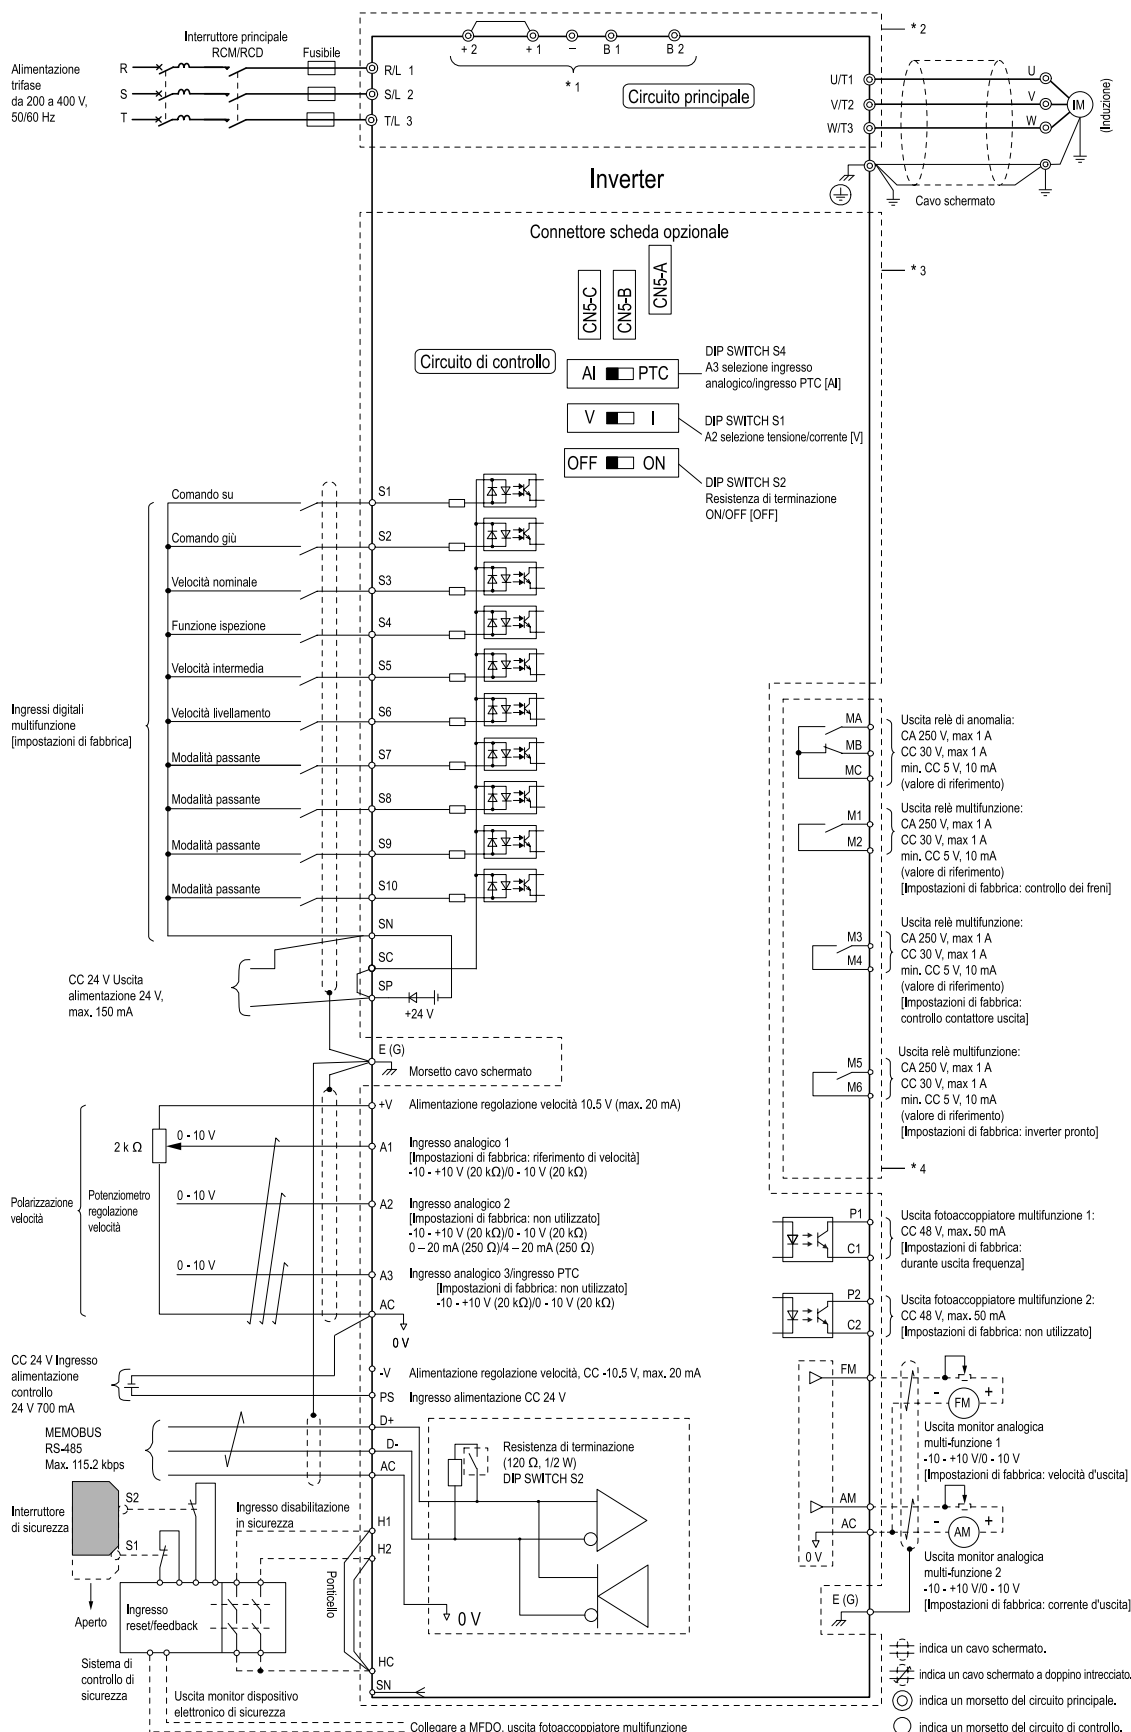 Interruttore principale
RCM/RCD
Fusibile
Alimentazione
trifase
da 200 a 400 V,
50/60 Hz
R
S
T
R/L 1
S/L 2
T/L 3
+ 2
+ 1
−
B 1
B 2
* 1
Circuito principale
* 2
U/T1
V/T2
W/T3
U
V
W
IM
(Induzione)
Cavo schermato
Inverter
Connettore scheda opzionale
* 3
CN5-C
CN5-B
CN5-A
Circuito di controllo
AI
PTC
DIP SWITCH S4
A3 selezione ingresso
analogico/ingresso PTC [AI]
V
I
DIP SWITCH S1
A2 selezione tensione/corrente [V]
OFF
ON
DIP SWITCH S2
Resistenza di terminazione
ON/OFF [OFF]
Ingressi digitali
multifunzione
[impostazioni di fabbrica]
Comando su
S1
Comando giù
S2
Velocità nominale
S3
Funzione ispezione
S4
Velocità intermedia
S5
Velocità livellamento
S6
Modalità passante
S7
Modalità passante
S8
Modalità passante
S9
Modalità passante
S10
SN
SC
SP
+24 V
CC 24 V Uscita
alimentazione 24 V,
max. 150 mA
E (G)
Morsetto cavo schermato
MA
MB
MC
Uscita relè di anomalia:
CA 250 V, max 1 A
CC 30 V, max 1 A
min. CC 5 V, 10 mA
(valore di riferimento)
M1
M2
Uscita relè multifunzione:
CA 250 V, max 1 A
CC 30 V, max 1 A
min. CC 5 V, 10 mA
(valore di riferimento)
[Impostazioni di fabbrica: controllo dei freni]
M3
M4
Uscita relè multifunzione:
CA 250 V, max 1 A
CC 30 V, max 1 A
min. CC 5 V, 10 mA
(valore di riferimento)
[Impostazioni di fabbrica:
controllo contattore uscita]
M5
M6
Uscita relè multifunzione:
CA 250 V, max 1 A
CC 30 V, max 1 A
min. CC 5 V, 10 mA
(valore di riferimento)
[Impostazioni di fabbrica: inverter pronto]
* 4
Polarizzazione
velocità
Potenziometro
regolazione
velocità
2 k Ω
0 - 10 V
0 - 10 V
0 - 10 V
+V
Alimentazione regolazione velocità 10.5 V (max. 20 mA)
A1
Ingresso analogico 1
[Impostazioni di fabbrica: riferimento di velocità]
-10 - +10 V (20 kΩ)/0 - 10 V (20 kΩ)
A2
Ingresso analogico 2
[Impostazioni di fabbrica: non utilizzato]
-10 - +10 V (20 kΩ)/0 - 10 V (20 kΩ)
0 – 20 mA (250 Ω)/4 – 20 mA (250 Ω)
A3
Ingresso analogico 3/ingresso PTC
[Impostazioni di fabbrica: non utilizzato]
-10 - +10 V (20 kΩ)/0 - 10 V (20 kΩ)
AC
0 V
P1
C1
Uscita fotoaccoppiatore multifunzione 1:
CC 48 V, max. 50 mA
[Impostazioni di fabbrica:
durante uscita frequenza]
P2
C2
Uscita fotoaccoppiatore multifunzione 2:
CC 48 V, max. 50 mA
[Impostazioni di fabbrica: non utilizzato]
CC 24 V Ingresso
alimentazione
controllo
24 V 700 mA
-V
Alimentazione regolazione velocità, CC -10.5 V, max. 20 mA
PS
Ingresso alimentazione CC 24 V
MEMOBUS
RS-485
Max. 115.2 kbps
D+
D-
AC
Resistenza di terminazione
(120 Ω, 1/2 W)
DIP SWITCH S2
0 V
FM
-
+
FM
Uscita monitor analogica
multi-funzione 1
-10 - +10 V/0 - 10 V
[Impostazioni di fabbrica: velocità d'uscita]
AM
AC
0 V
-
+
AM
Uscita monitor analogica
multi-funzione 2
-10 - +10 V/0 - 10 V
[Impostazioni di fabbrica: corrente d'uscita]
E (G)
Interruttore
di sicurezza
S2
S1
Aperto
Ingresso disabilitazione
in sicurezza
H1
H2
Ponticello
HC
SN
Ingresso
reset/feedback
Sistema di
controllo di
sicurezza
Uscita monitor dispositivo
elettronico di sicurezza
Collegare a MFDO, uscita fotoaccoppiatore multifunzione
indica un cavo schermato.
indica un cavo schermato a doppino intrecciato.
indica un morsetto del circuito principale.
indica un morsetto del circuito di controllo.